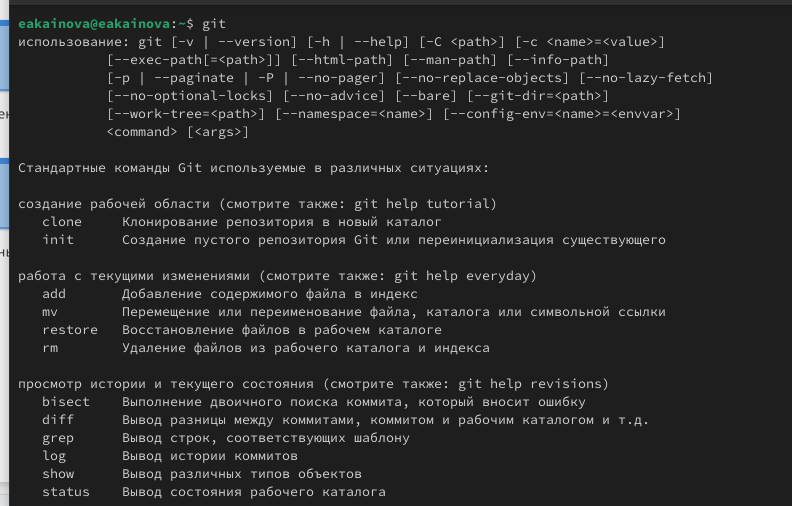 eakainova@eakainova:~$ git
использование: git [-v | --version] [-h | --help] [-C <path>] [-c <name>=<value>]
[--exec-path[=<path>]] [--html-path] [--man-path] [--info-path]
[-p | --paginate | -P | --no-pager] [--no-replace-objects] [--no-lazy-fetch]
[--no-optional-locks] [--no-advice] [--bare] [--git-dir=<path>]
[--work-tree=<path>] [--namespace=<name>] [--config-env=<name>=<envvar>]
<command> [<args>]
Стандартные команды Git используемые в различных ситуациях:
создание рабочей области (смотрите также: git help tutorial)
clone Клонирование репозитория в новый каталог
init Создание пустого репозитория Git или переинициализация существующего
работа с текущими изменениями (смотрите также: git help everyday)
add Добавление содержимого файла в индекс
mv Перемещение или переименование файла, каталога или символьной ссылки
restore Восстановление файлов в рабочем каталоге
rm Удаление файлов из рабочего каталога и индекса
просмотр истории и текущего состояния (смотрите также: git help revisions)
bisect Выполнение двоичного поиска коммита, который вносит ошибку
diff Вывод разницы между коммитами, коммитом и рабочим каталогом и т.д.
grep Вывод строк, соответствующих шаблону
log Вывод истории коммитов
show Вывод различных типов объектов
status Вывод состояния рабочего каталога